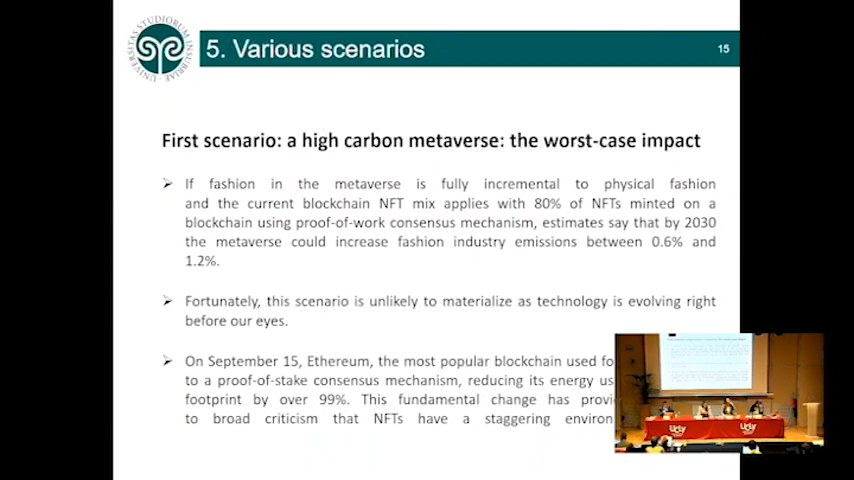 UNIVERSITAS STUDIORUM INSUBRIAE
5. Various scenarios
15
First scenario: a high carbon metaverse: the worst-case impact
➢ If fashion in the metaverse is fully incremental to physical fashion
and the current blockchain NFT mix applies with 80% of NFTs minted on a
blockchain using proof-of-work consensus mechanism, estimates say that by 2030
the metaverse could increase fashion industry emissions between 0.6% and
1.2%.
➢ Fortunately, this scenario is unlikely to materialize as technology is evolving right
before our eyes.
➢ On September 15, Ethereum, the most popular blockchain used
to a proof-of-stake consensus mechanism, reducing its energy
footprint by over 99%. This fundamental change has
to broad criticism that NFTs have a staggering